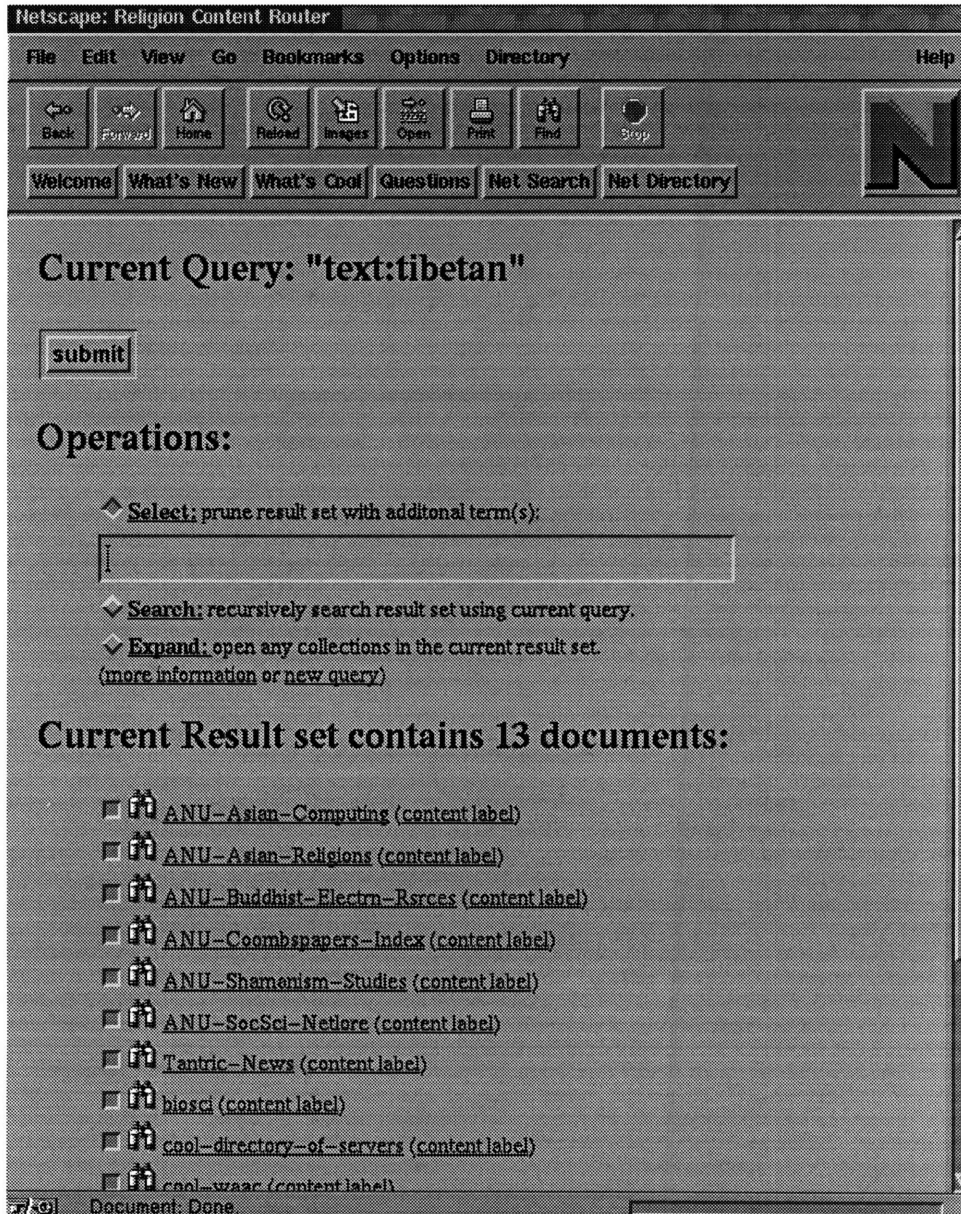 Netscape: Religion Content Router
File Edit View Go Bookmarks Options Directory Help
Back Forward Home Reload Images Open Print Find Stop
N
Welcome What's New What's Cool Questions Net Search Net Directory
Current Query: "text:tibetan"
submit
Operations:
Select: prune result set with additonal term(s):
Search: recursively search result set using current query.
Expand: open any collections in the current result set.
(more information or new query)
Current Result set contains 13 documents:
ANU-Asian-Computing (content label)
ANU-Asian-Religions (content label)
ANU-Buddhist-Electrn-Rsrces (content label)
ANU-Coombspapers-Index (content label)
ANU-Shamanism-Studies (content label)
ANU-SocSci-Netlore (content label)
Tantric-News (content label)
biosci (content label)
cool-directory-of-servers (content label)
cool-waac (content label)
Document: Done.